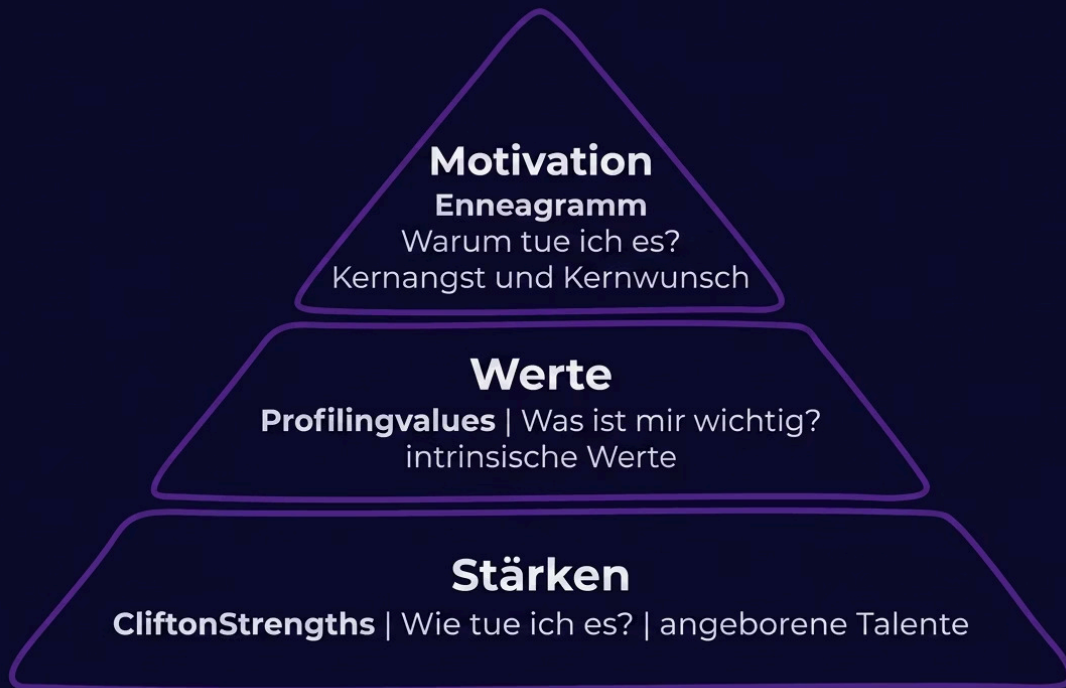 Motivation
Enneagramm
Warum tue ich es?
Kernangst und Kernwunsch
Werte
Profilingvalues | Was ist mir wichtig?
intrinsische Werte
Stärken
CliftonStrengths | Wie tue ich es? | angeborene Talente